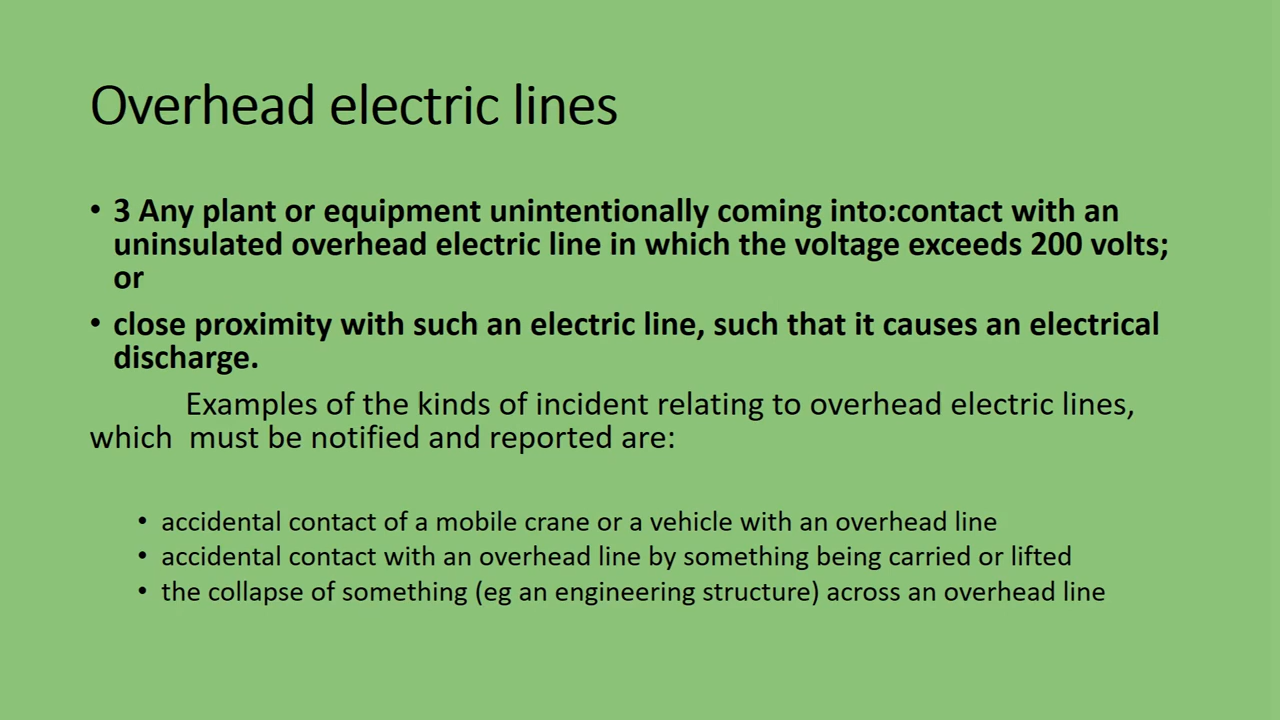 Overhead electric lines
• 3 Any plant or equipment unintentionally coming into:contact with an
uninsulated overhead electric line in which the voltage exceeds 200 volts;
or
• close proximity with such an electric line, such that it causes an electrical
discharge.
Examples of the kinds of incident relating to overhead electric lines,
which  must be notified and reported are:
• accidental contact of a mobile crane or a vehicle with an overhead line
• accidental contact with an overhead line by something being carried or lifted
• the collapse of something (eg an engineering structure) across an overhead line